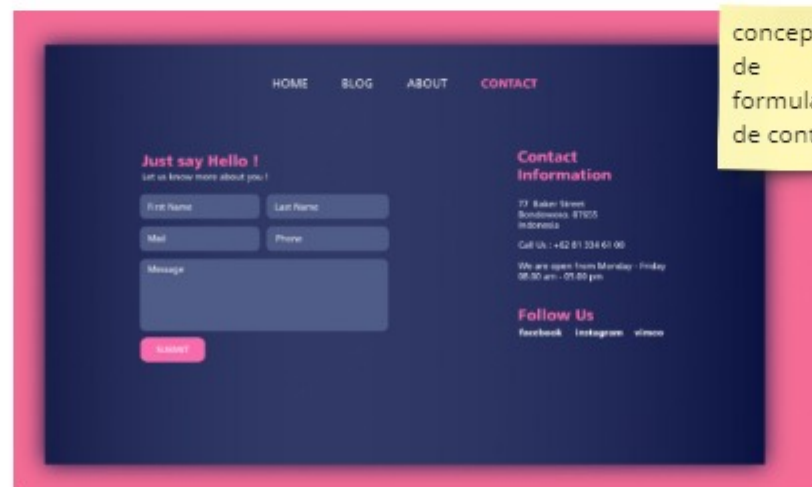 concep
de
formula
de cont
HOME BLOG ABOUT CONTACT
Just say Hello !
Let us know more about you !
First Name Last Name
Mail Phone
Message
SUBMIT
Contact
Information
77 Baker Street
Bondowoso, 87655
Indonesia
Call Us : +62 81 334 61 00
We are open from Monday - Friday
08.00 am - 05.00 pm
Follow Us
facebook instagram vimeo